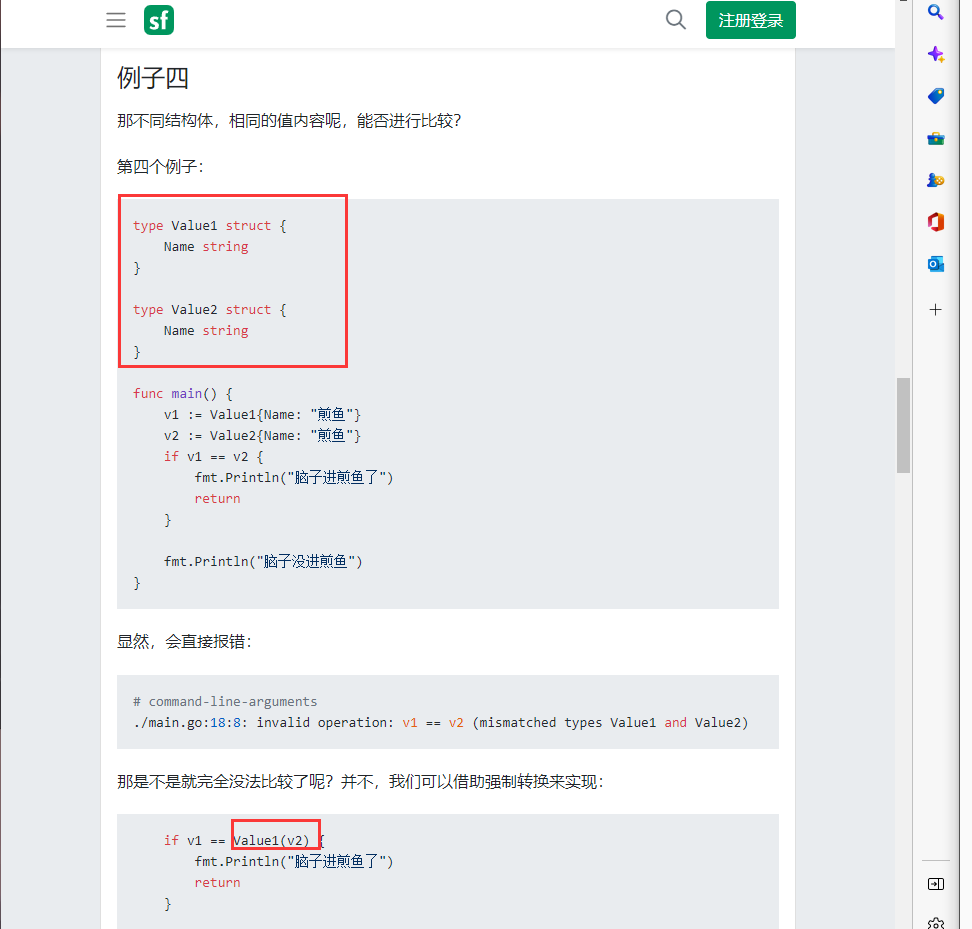 sf
注册登录
例子四
那不同结构体，相同的值内容呢，能否进行比较？
第四个例子：
type Value1 struct {
    Name string
}
type Value2 struct {
    Name string
}
func main() {
    v1 := Value1{Name: "煎鱼"}
    v2 := Value2{Name: "煎鱼"}
    if v1 == v2 {
        fmt.Println("脑子进煎鱼了")
        return
    }
    fmt.Println("脑子没进煎鱼")
}
显然，会直接报错：
# command-line-arguments
./main.go:18:8: invalid operation: v1 == v2 (mismatched types Value1 and Value2)
那是不是就完全没法比较了呢？并不，我们可以借助强制转换来实现：
    if v1 == Value1(v2) {
        fmt.Println("脑子进煎鱼了")
        return
    }